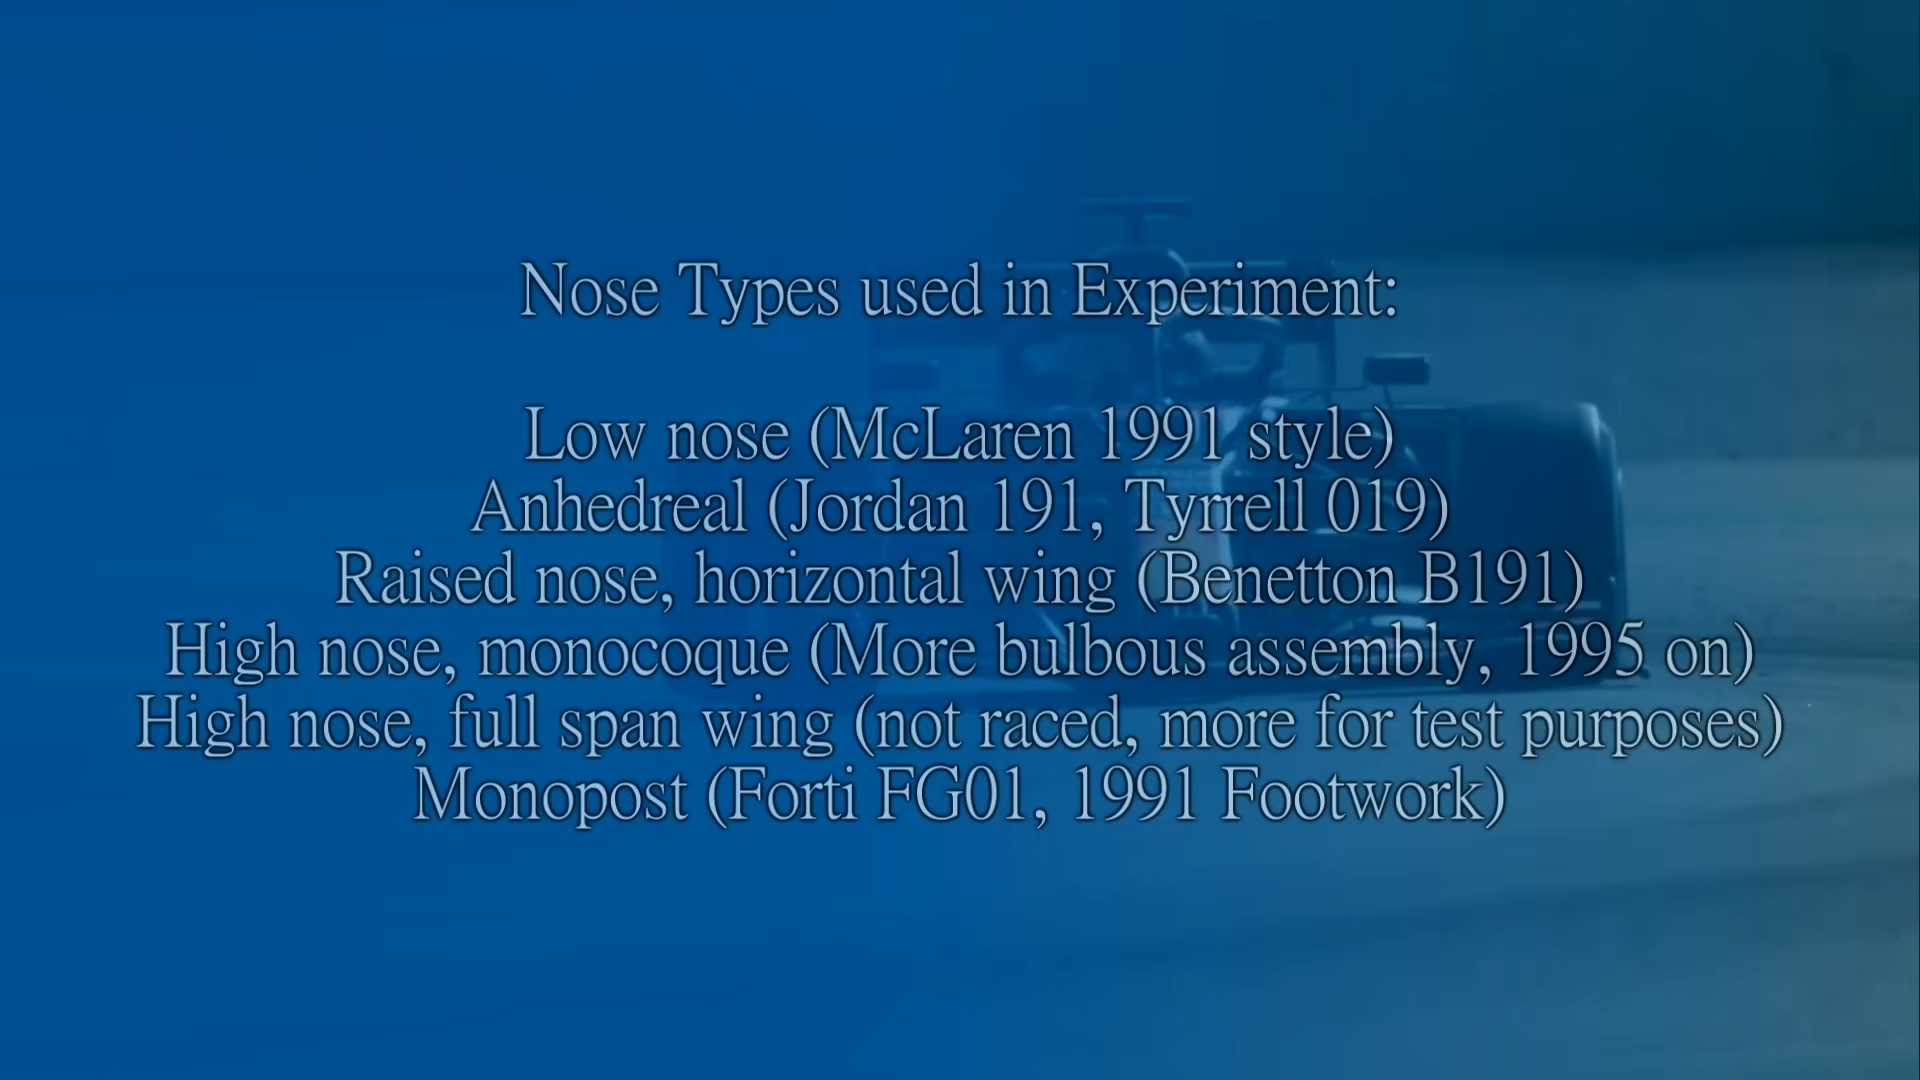 Nose Types used in Experiment:
Low nose (McLaren 1991 style)
Anhedreal (Jordan 191, Tyrrell 019)
Raised nose, horizontal wing (Benetton B191)
High nose, monocoque (More bulbous assembly, 1995 on)
High nose, full span wing (not raced, more for test purposes)
Monopost (Forti FG01, 1991 Footwork)